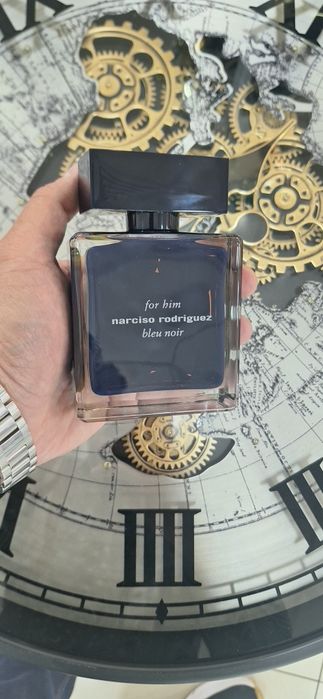 for him
narciso rodriguez
bleu noir
III